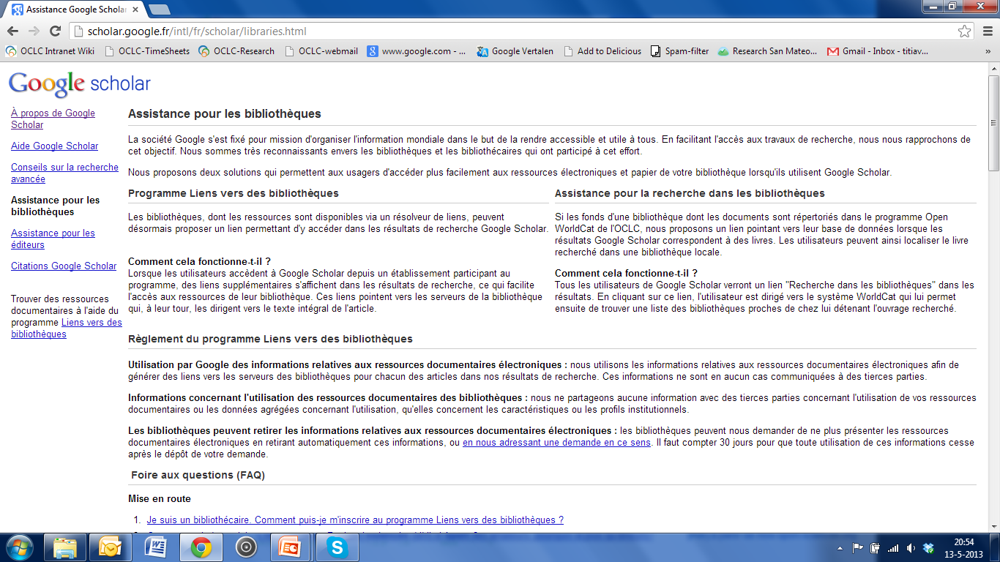 Assistance Google Schola
scholar.google.fr/intl/fr/scholar/libraries.html
OCLC Intranet Wiki OCLC-TimeSheets OCLC-Research OCLC-webmail www.google.com - ... Google Vertalen Add to Delicious Spam-filter Research San Mateo... Gmail - Inbox - titiav... »
Google scholar
À propos de Google
Scholar
Aide Google Scholar
Conseils sur la recherche
avancée
Assistance pour les
bibliothèques
Assistance pour les
éditeurs
Citations Google Scholar
Trouver des ressources
documentaires à l'aide du
programme Liens vers des
bibliothèques
Assistance pour les bibliothèques
La société Google s'est fixé pour mission d'organiser l'information mondiale dans le but de la rendre accessible et utile à tous. En facilitant l'accès aux travaux de recherche, nous nous rapprochons de
cet objectif. Nous sommes très reconnaissants envers les bibliothèques et les bibliothécaires qui ont participé à cet effort.
Nous proposons deux solutions qui permettent aux usagers d'accéder plus facilement aux ressources électroniques et papier de votre bibliothèque lorsqu'ils utilisent Google Scholar.
Programme Liens vers des bibliothèques
Les bibliothèques, dont les ressources sont disponibles via un résolveur de liens, peuvent
désormais proposer un lien permettant d'y accéder dans les résultats de recherche Google Scholar.
Comment cela fonctionne-t-il ?
Lorsque les utilisateurs accèdent à Google Scholar depuis un établissement participant au
programme, des liens supplémentaires s'affichent dans les résultats de recherche, ce qui facilite
l'accès aux ressources de leur bibliothèque. Ces liens pointent vers les serveurs de la bibliothèque
qui, à leur tour, les dirigent vers le texte intégral de l'article.
Assistance pour la recherche dans les bibliothèques
Si les fonds d'une bibliothèque dont les documents sont répertoriés dans le programme Open
WorldCat de l'OCLC, nous proposons un lien pointant vers leur base de données lorsque les
résultats Google Scholar correspondent à des livres. Les utilisateurs peuvent ainsi localiser le livre
recherché dans une bibliothèque locale.
Comment cela fonctionne-t-il ?
Tous les utilisateurs de Google Scholar verront un lien "Recherche dans les bibliothèques" dans les
résultats. En cliquant sur ce lien, l'utilisateur est dirigé vers le système WorldCat qui lui permet
ensuite de trouver une liste des bibliothèques proches de chez lui détenant l'ouvrage recherché.
Règlement du programme Liens vers des bibliothèques
Utilisation par Google des informations relatives aux ressources documentaires électroniques : nous utilisons les informations relatives aux ressources documentaires électroniques afin de
générer des liens vers les serveurs des bibliothèques pour chacun des articles dans nos résultats de recherche. Ces informations ne sont en aucun cas communiquées à des tierces parties.
Informations concernant l'utilisation des ressources documentaires des bibliothèques : nous ne partageons aucune information avec des tierces parties concernant l'utilisation de vos ressources
documentaires ou les données agrégées concernant l'utilisation, qu'elles concernent les caractéristiques ou les profils institutionnels.
Les bibliothèques peuvent retirer les informations relatives aux ressources documentaires électroniques : les bibliothèques peuvent nous demander de ne plus présenter les ressources
documentaires électroniques en retirant automatiquement ces informations, ou en nous adressant une demande en ce sens. Il faut compter 30 jours pour que toute utilisation de ces informations cesse
après le dépôt de votre demande.
Foire aux questions (FAQ)
Mise en route
1. Je suis un bibliothécaire. Comment puis-je m'inscrire au programme Liens vers des bibliothèques ?
20:54
13-5-2013